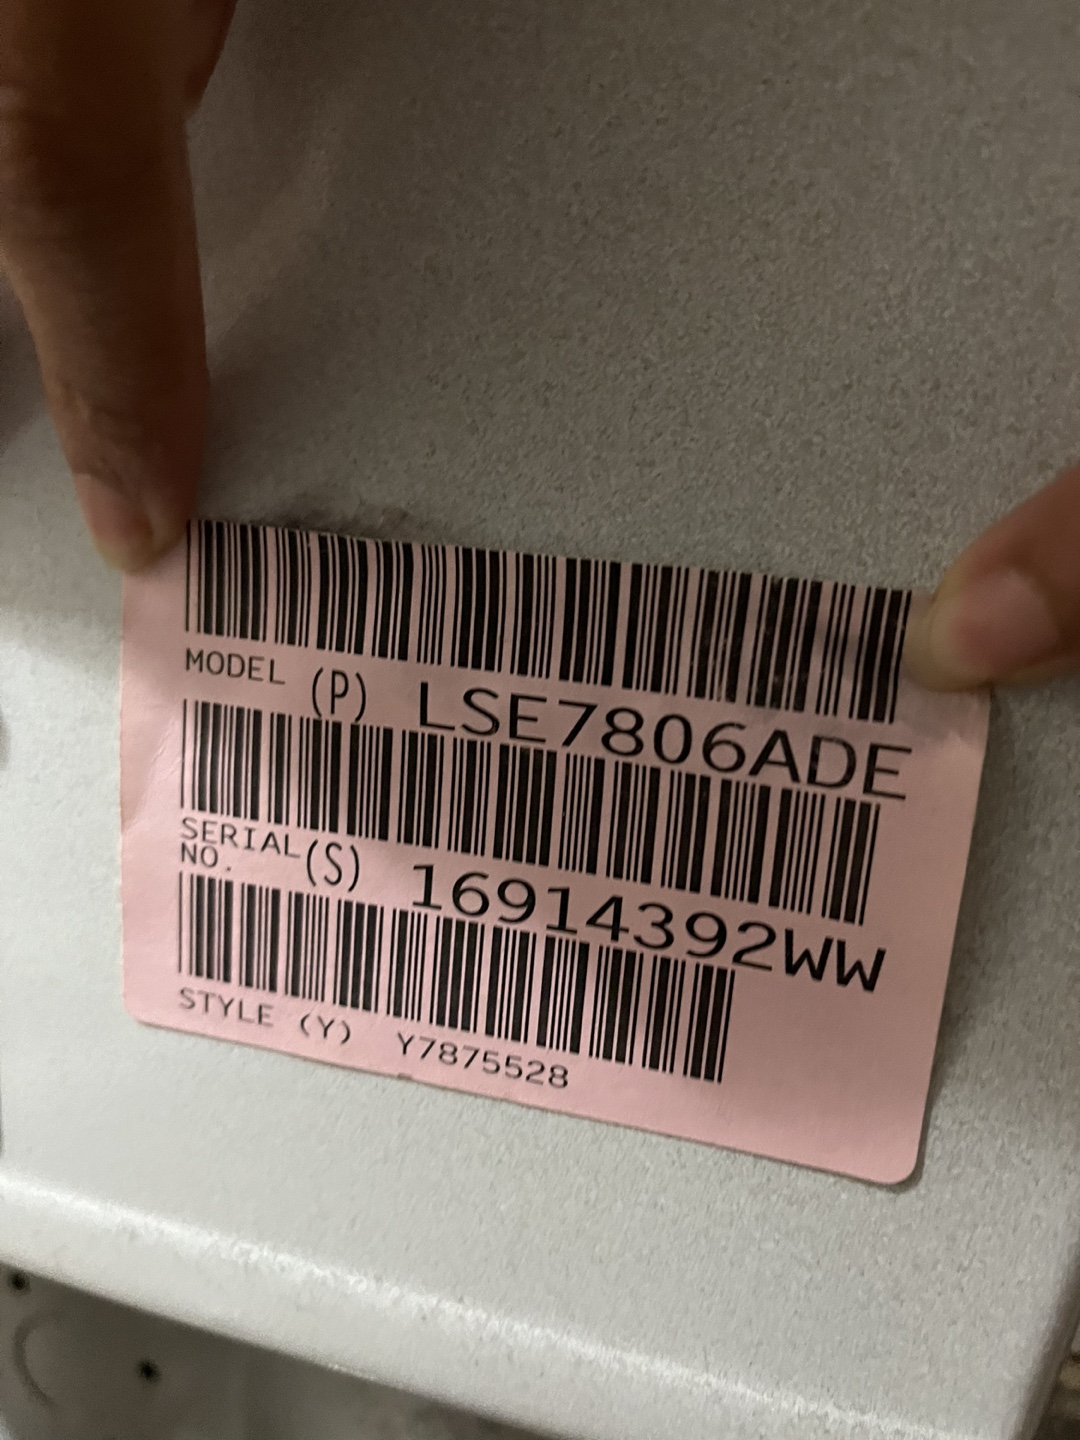 MODEL (P) LSE7806ADE
SERIAL NO. (S) 16914392WW
STYLE (Y) Y7875528